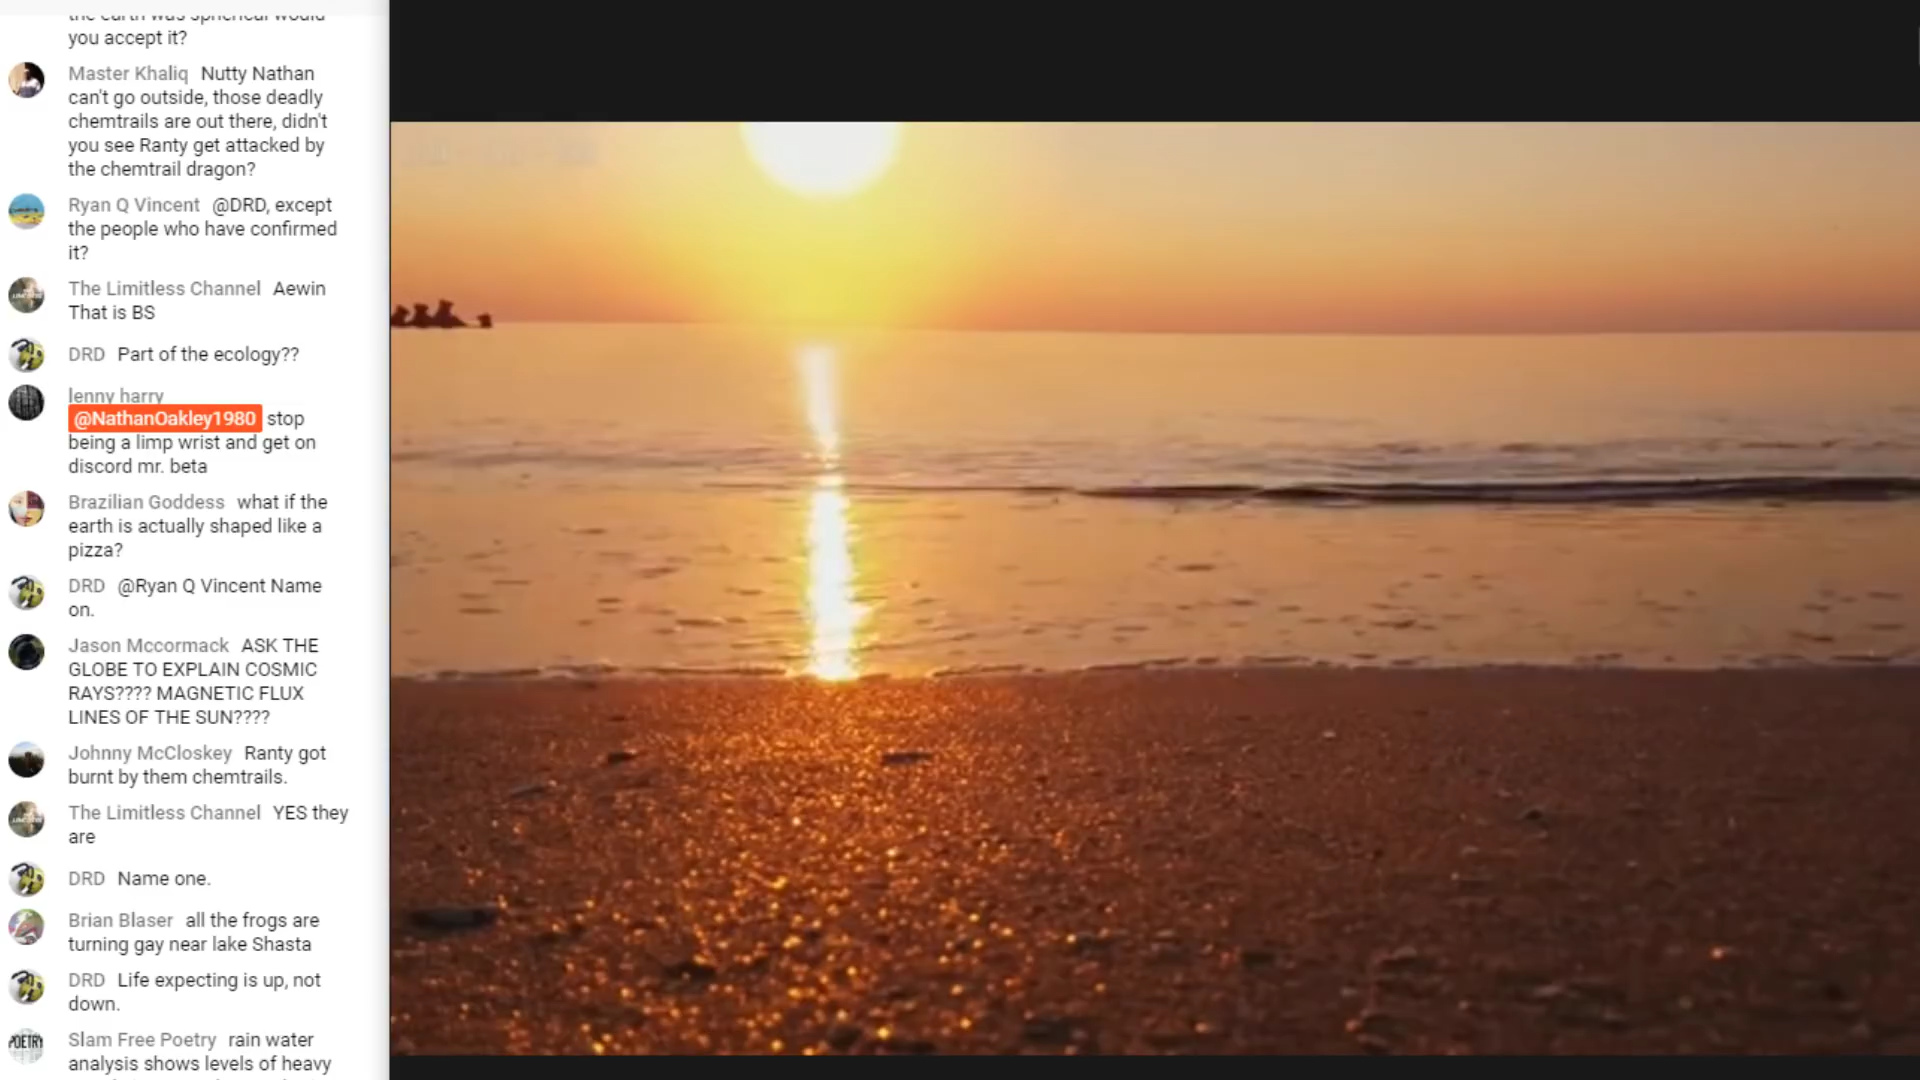 the earth was spherical would
you accept it?
Master Khaliq Nutty Nathan
can't go outside, those deadly
chemtrails are out there, didn't
you see Ranty get attacked by
the chemtrail dragon?
Ryan Q Vincent @DRD, except
the people who have confirmed
it?
The Limitless Channel Aewin
That is BS
DRD Part of the ecology??
lenny harry
@NathanOakley1980 stop
being a limp wrist and get on
discord mr. beta
Brazilian Goddess what if the
earth is actually shaped like a
pizza?
DRD @Ryan Q Vincent Name
on.
Jason Mccormack ASK THE
GLOBE TO EXPLAIN COSMIC
RAYS???? MAGNETIC FLUX
LINES OF THE SUN????
Johnny McCloskey Ranty got
burnt by them chemtrails.
The Limitless Channel YES they
are
DRD Name one.
Brian Blaser all the frogs are
turning gay near lake Shasta
DRD Life expecting is up, not
down.
POETRY
Slam Free Poetry rain water
analysis shows levels of heavy